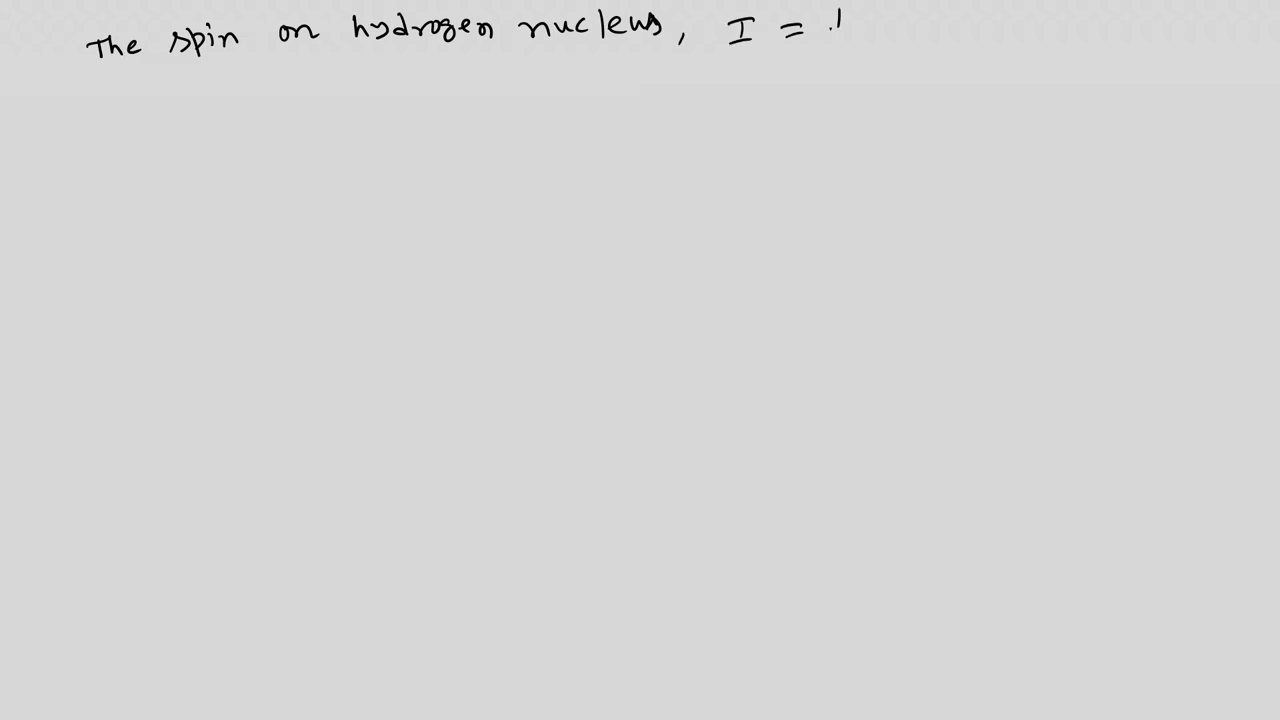 The spin on hydrogen nucleus, I =